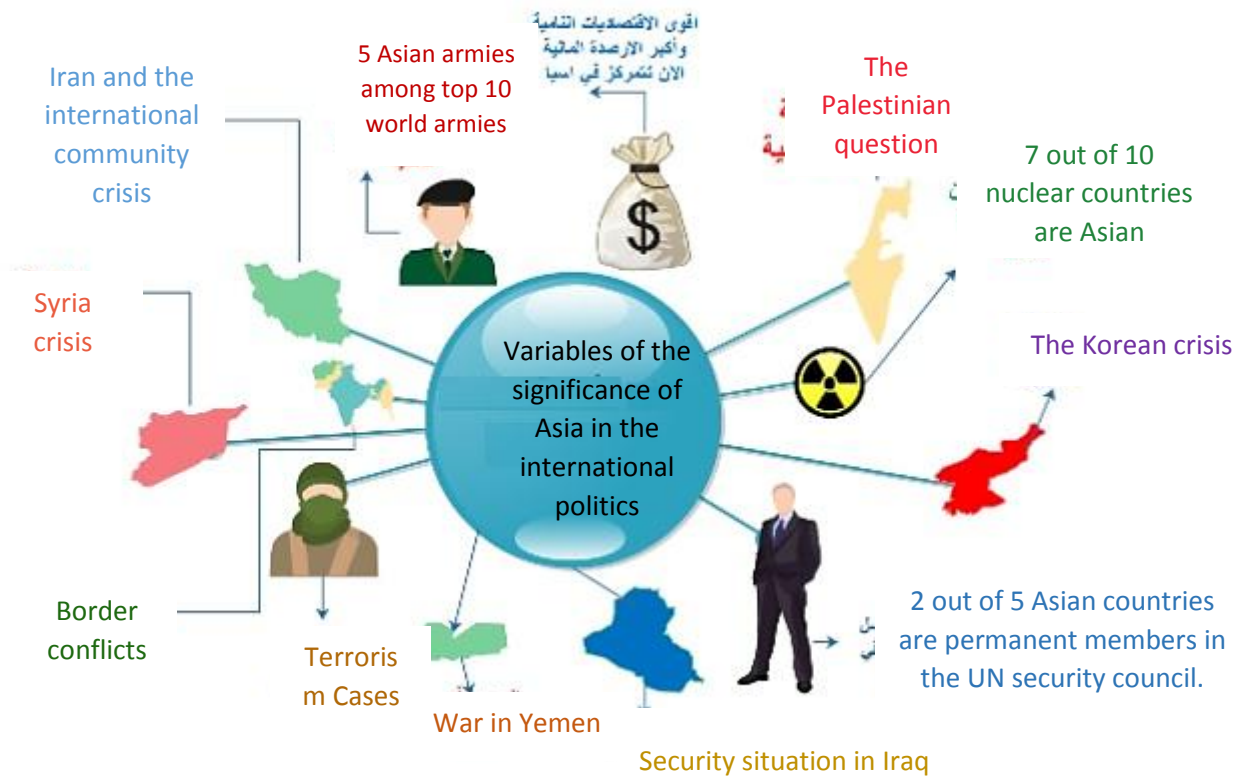 اقوى الاقتصديات النامية
وأكبر الارصدة المالية
الان تتمركز في اسيا
5 Asian armies
among top 10
world armies
Iran and the
international
community
crisis
The
Palestinian
question
7 out of 10
nuclear countries
are Asian
Syria
crisis
The Korean crisis
Variables of the
significance of
Asia in the
international
politics
$
Border
conflicts
Terroris
m Cases
War in Yemen
2 out of 5 Asian countries
are permanent members in
the UN security council.
Security situation in Iraq